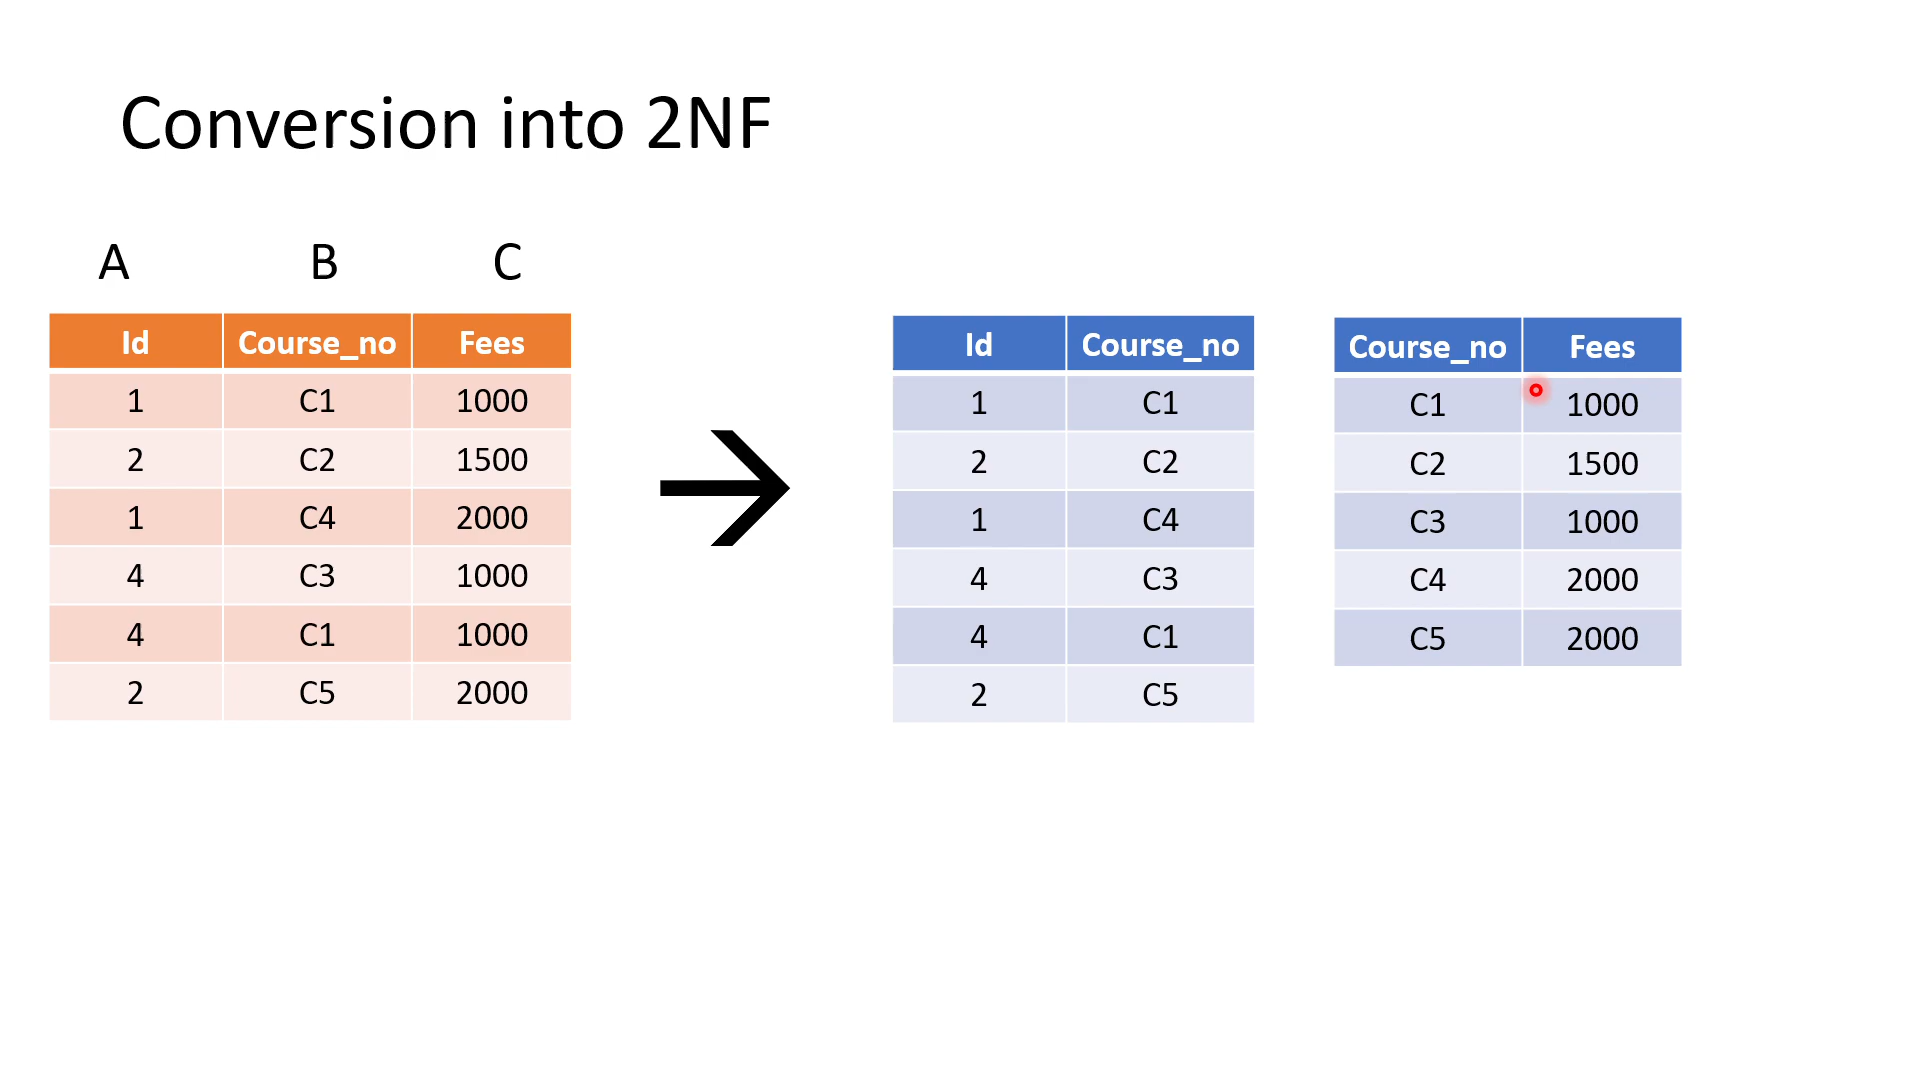 Conversion into 2NF
A B C
Id Course_no Fees
1 C1 1000
2 C2 1500
1 C4 2000
4 C3 1000
4 C1 1000
2 C5 2000
Id Course_no
1 C1
2 C2
1 C4
4 C3
4 C1
2 C5
Course_no Fees
C1 1000
C2 1500
C3 1000
C4 2000
C5 2000